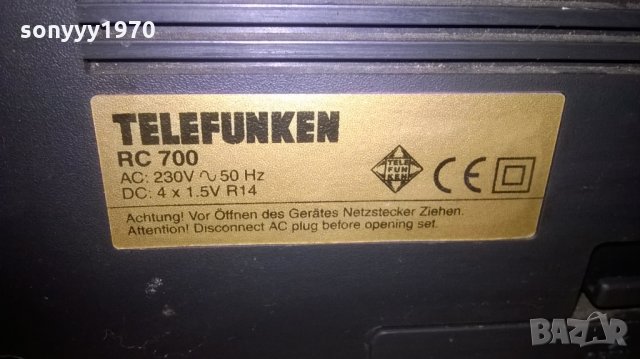 sonyyy1970
TELEFUNKEN
RC 700
AC: 230V ∿ 50 Hz
DC: 4 x 1.5V R14
TELE
FUN
KEN
CE
Achtung! Vor Öffnen des Gerätes Netzstecker Ziehen.
Attention! Disconnect AC plug before opening set.
BAZAR